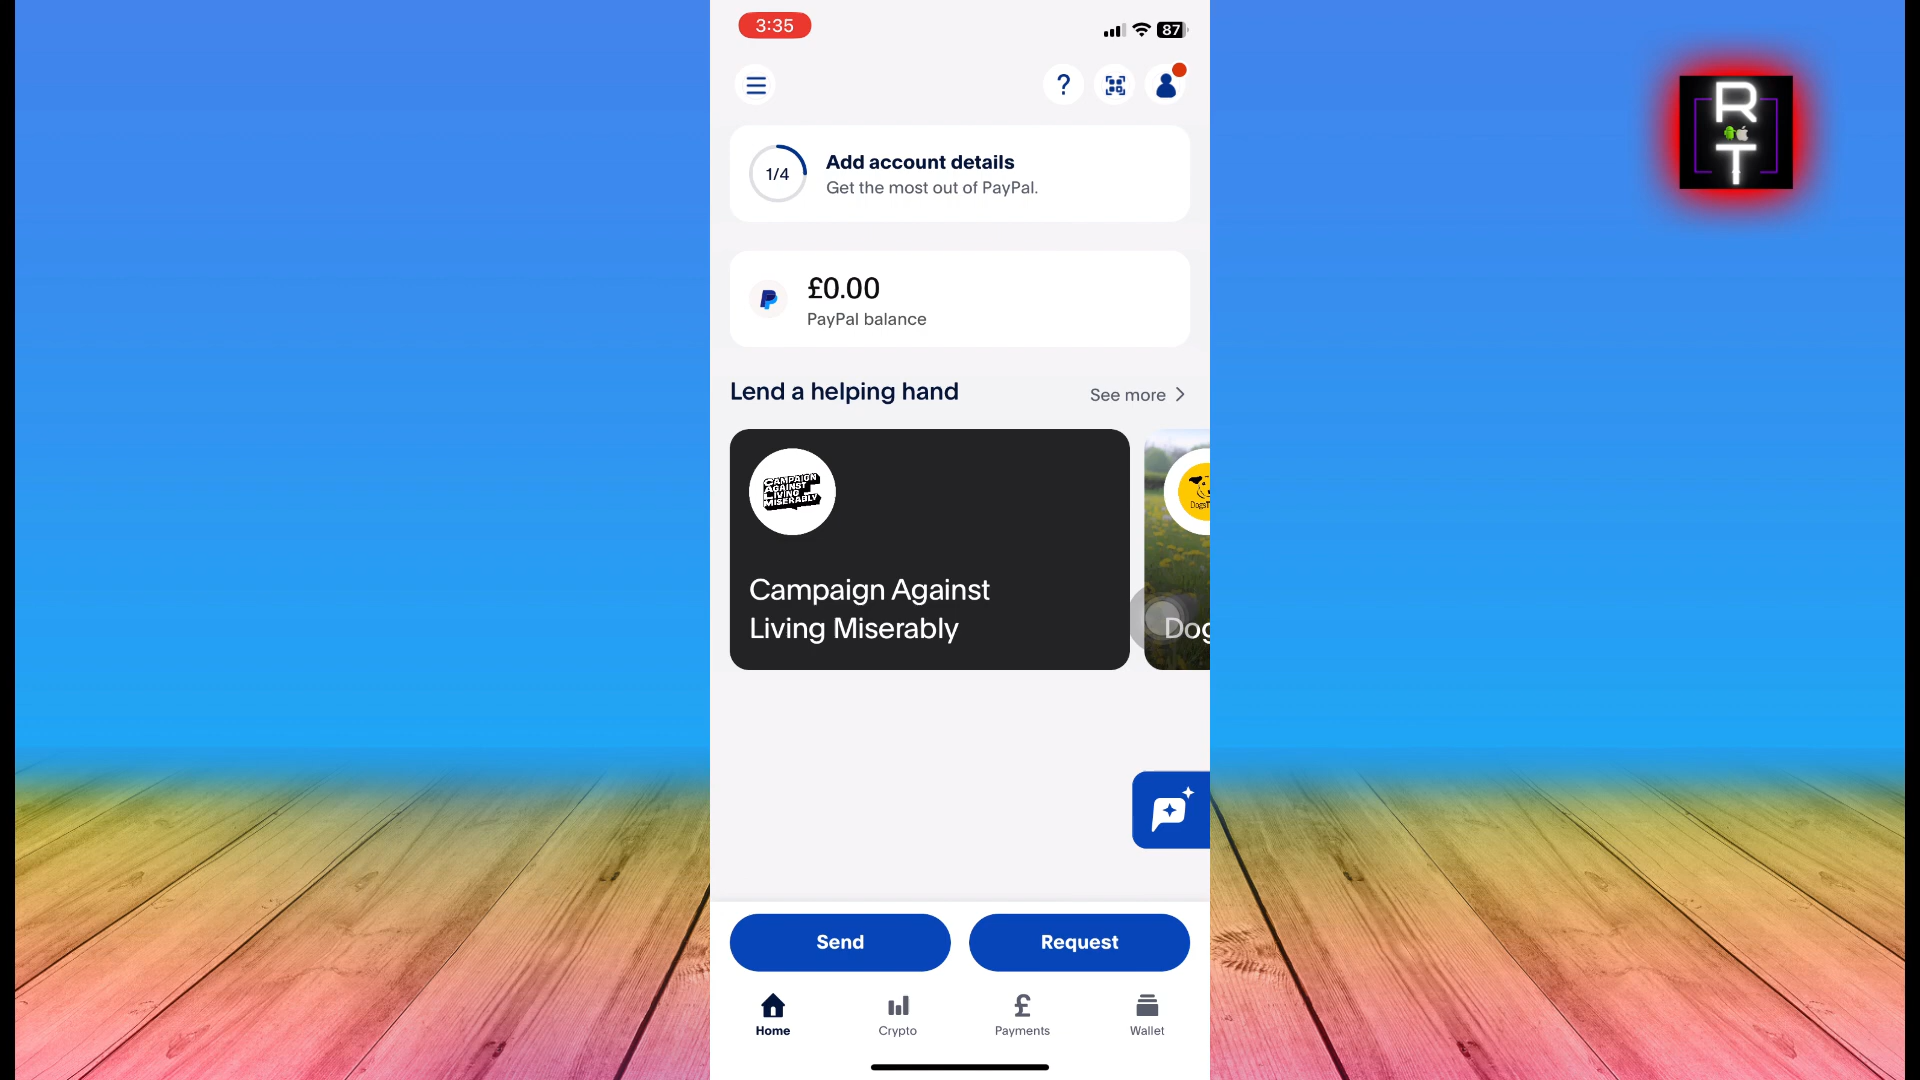 3:35
87
R
T
?
1/4
Add account details
Get the most out of PayPal.
£0.00
PayPal balance
Lend a helping hand
See more
CAMPAIGN
AGAINST
LIVING
MISERABLY
Campaign Against
Living Miserably
Send
Request
Home
Crypto
Payments
Wallet